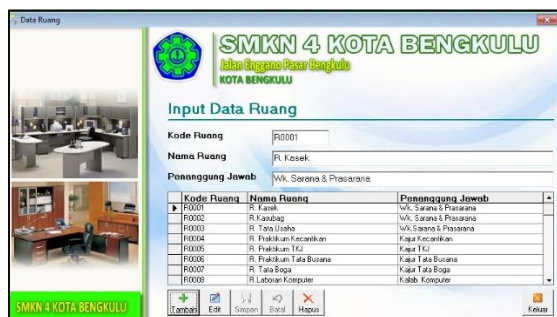 Data Ruang
SMKN 4 KOTA BENGKULU
Jalan Enggano Pasar Bengkulu
KOTA BENGKULU
Input Data Ruang
Kode Ruang R0001
Nama Ruang R. Kasek
Penanggung Jawab Wk. Sarana & Prasarana
Kode Ruang Nama Ruang Penanggung Jawab
R0001 R. Kasek Wk. Sarana & Prasarana
R0002 R.Kasubag Wk. Sarana & Prasarana
R0003 R. Tata Usaha Wk.Sarana & Prasarana
R0004 R. Praktikum Kecantikan Kajur Kecantikan
R0005 R. Praktikum TKJ Kajur TKJ
R0006 R. Praktikum Tata Busana Kajur Tata Busana
R0007 R. Tata Boga Kajur Tata Boga
R0008 R.Laboran Komputer Kalab. Komputer
SMKN 4 KOTA BENGKULU
Tambah Edit Simpan Batal Hapus Keluar